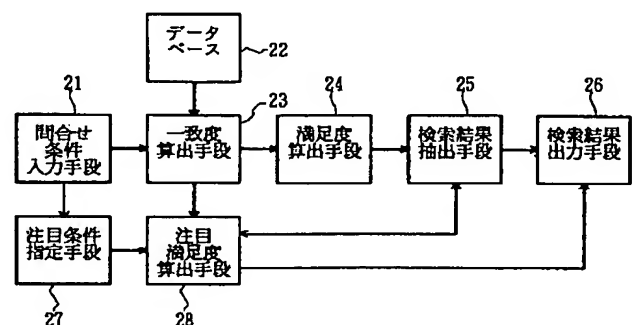 データ
ベース
22
21
23
24
25
26
問合せ
条件
入力手段
一致度
算出手段
満足度
算出手段
検索結果
抽出手段
検索結果
出力手段
注目条件
指定手段
注目
満足度
算出手段
27
28